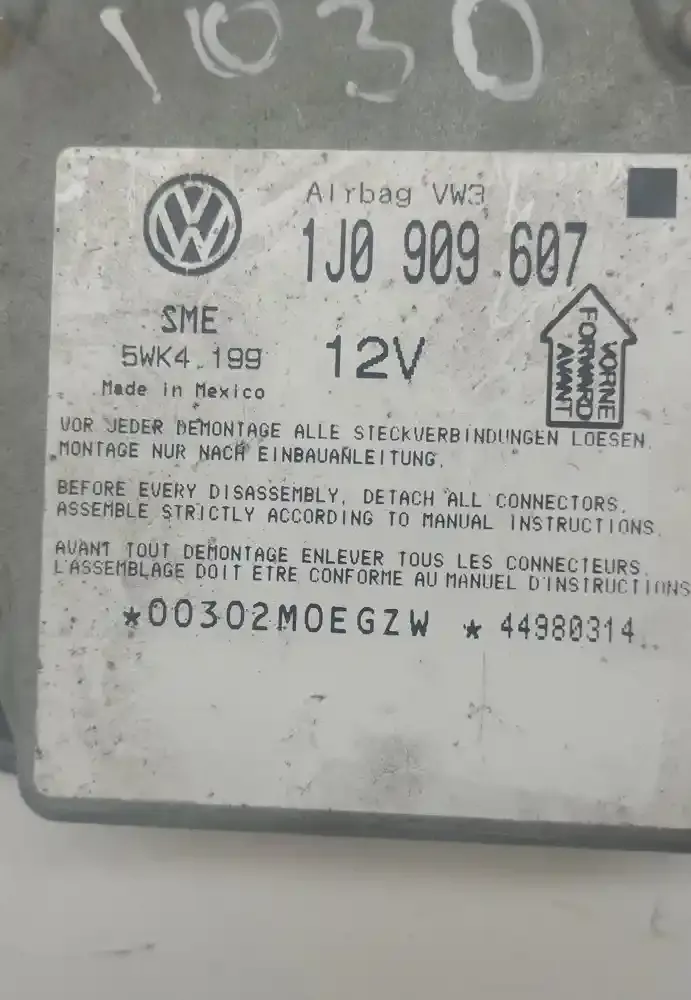 1030
Airbag VW3
1J0 909 607
SME
5WK4.199
12V
Made in Mexico
VORNE
FORWARD
AVANT
VOR JEDER DEMONTAGE ALLE STECKVERBINDUNGEN LOESEN.
MONTAGE NUR NACH EINBAUANLEITUNG.
BEFORE EVERY DISASSEMBLY, DETACH ALL CONNECTORS.
ASSEMBLE STRICTLY ACCORDING TO MANUAL INSTRUCTIONS.
AVANT TOUT DEMONTAGE ENLEVER TOUS LES CONNECTEURS.
L'ASSEMBLAGE DOIT ETRE CONFORME AU MANUEL D'INSTRUCTIONS
*00302M0EGZW * 44980314